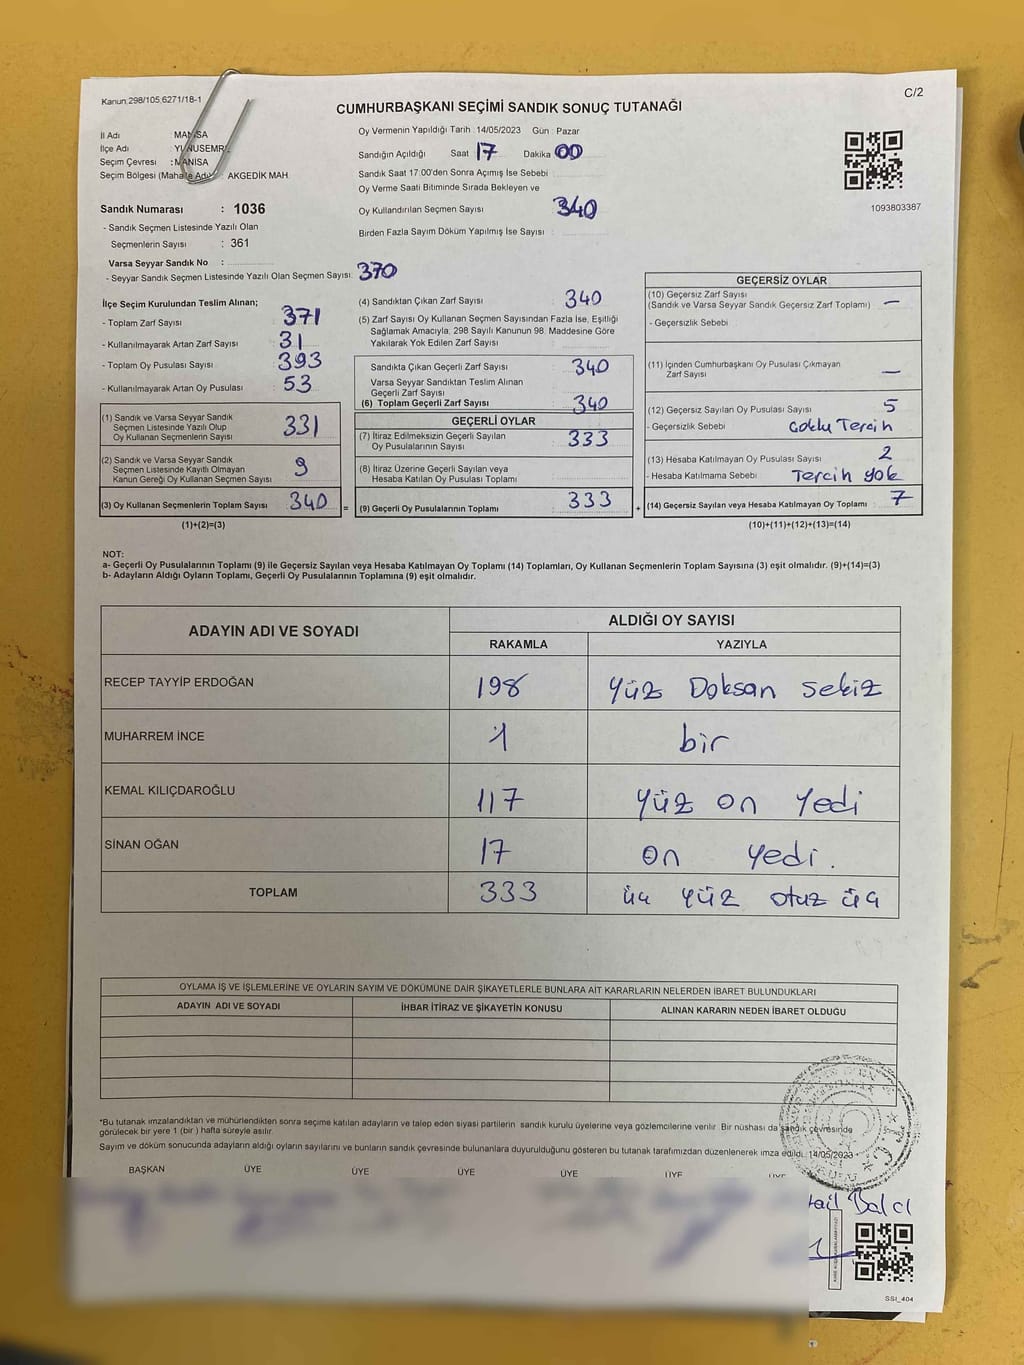 Kanun 298/105,6271/18-1
C/2
CUMHURBAŞKANI SEÇİMİ SANDIK SONUÇ TUTANAĞI
İl Adı : MANİSA
İlçe Adı
Seçim Çevresi : MANİSA
Seçim Bölgesi (Mahalle Adı) AKGEDİK MAH.
Oy Vermenin Yapıldığı Tarih : 14/05/2023 Gün : Pazar
Sandığın Açıldığı Saat 17 Dakika 00
Sandık Saat 17:00'den Sonra Açımış İse Sebebi
Oy Verme Saati Bitiminde Sırada Bekleyen ve
Oy Kullandırılan Seçmen Sayısı 340
Birden Fazla Sayım Döküm Yapılmış İse Sayısı :
1093803387
Sandık Numarası : 1036
- Sandık Seçmen Listesinde Yazılı Olan
Seçmenlerin Sayısı : 361
Varsa Seyyar Sandık No :
- Seyyar Sandık Seçmen Listesinde Yazılı Olan Seçmen Sayısı: 370
İlçe Seçim Kurulundan Teslim Alınan;
- Toplam Zarf Sayısı 371
- Kullanılmayarak Artan Zarf Sayısı 31
- Toplam Oy Pusulası Sayısı 393
- Kullanılmayarak Artan Oy Pusulası 53
(1) Sandık ve Varsa Seyyar Sandık
Seçmen Listesinde Yazılı Olup
Oy Kullanan Seçmenlerin Sayısı 331
(2) Sandık ve Varsa Seyyar Sandık
Seçmen Listesinde Kayıtlı Olmayan
Kanun Gereği Oy Kullanan Seçmen Sayısı 9
(3) Oy Kullanan Seçmenlerin Toplam Sayısı 340 =
(1)+(2)=(3)
(4) Sandıktan Çıkan Zarf Sayısı 340
(5) Zarf Sayısı Oy Kullanan Seçmen Sayısından Fazla İse, Eşitliği
Sağlamak Amacıyla, 298 Sayılı Kanunun 98. Maddesine Göre
Yakılarak Yok Edilen Zarf Sayısı
Sandıkta Çıkan Geçerli Zarf Sayısı 340
Varsa Seyyar Sandıktan Teslim Alınan
Geçerli Zarf Sayısı
(6) Toplam Geçerli Zarf Sayısı 340
GEÇERLİ OYLAR
(7) İtiraz Edilmeksizin Geçerli Sayılan
Oy Pusulalarının Sayısı 333
(8) İtiraz Üzerine Geçerli Sayılan veya
Hesaba Katılan Oy Pusulası Toplamı
(9) Geçerli Oy Pusulalarının Toplamı 333 +
GEÇERSİZ OYLAR
(10) Geçersiz Zarf Sayısı
(Sandık ve Varsa Seyyar Sandık Geçersiz Zarf Toplamı) —
- Geçersizlik Sebebi
(11) İçinden Cumhurbaşkanı Oy Pusulası Çıkmayan
Zarf Sayısı —
(12) Geçersiz Sayılan Oy Pusulası Sayısı 5
- Geçersizlik Sebebi Çoklu Tercih
(13) Hesaba Katılmayan Oy Pusulası Sayısı 2
- Hesaba Katılmama Sebebi Tercih yok
(14) Geçersiz Sayılan veya Hesaba Katılmayan Oy Toplamı 7
(10)+(11)+(12)+(13)=(14)
NOT:
a- Geçerli Oy Pusulalarının Toplamı (9) ile Geçersiz Sayılan veya Hesaba Katılmayan Oy Toplamı (14) Toplamları, Oy Kullanan Seçmenlerin Toplam Sayısına (3) eşit olmalıdır. (9)+(14)=(3)
b- Adayların Aldığı Oyların Toplamı, Geçerli Oy Pusulalarının Toplamına (9) eşit olmalıdır.
ADAYIN ADI VE SOYADI ALDIĞI OY SAYISI
RAKAMLA YAZIYLA
RECEP TAYYİP ERDOĞAN 198 Yüz Doksan sekiz
MUHARREM İNCE 1 bir
KEMAL KILIÇDAROĞLU 117 yüz on yedi
SİNAN OĞAN 17 on yedi.
TOPLAM 333 üç yüz otuz üç
OYLAMA İŞ VE İŞLEMLERİNE VE OYLARIN SAYIM VE DÖKÜMÜNE DAİR ŞİKAYETLERLE BUNLARA AİT KARARLARIN NELERDEN İBARET BULUNDUKLARI
ADAYIN ADI VE SOYADI İHBAR İTİRAZ VE ŞİKAYETİN KONUSU ALINAN KARARIN NEDEN İBARET OLDUĞU
*Bu tutanak imzalandıktan ve mühürlendikten sonra seçime katılan adayların ve talep eden siyasi partilerin sandık kurulu üyelerine veya gözlemcilerine verilir. Bir nüshası da sandık çevresinde
görülecek bir yere 1 (bir) hafta süreyle asılır.
Sayım ve döküm sonucunda adayların aldığı oyların sayılarını ve bunların sandık çevresinde bulunanlara duyurulduğunu gösteren bu tutanak tarafımızdan düzenlenerek imza edildi. 14/05/2023
BAŞKAN ÜYE ÜYE ÜYE ÜYE ÜYE ÜYE
Balcı
SSI_404